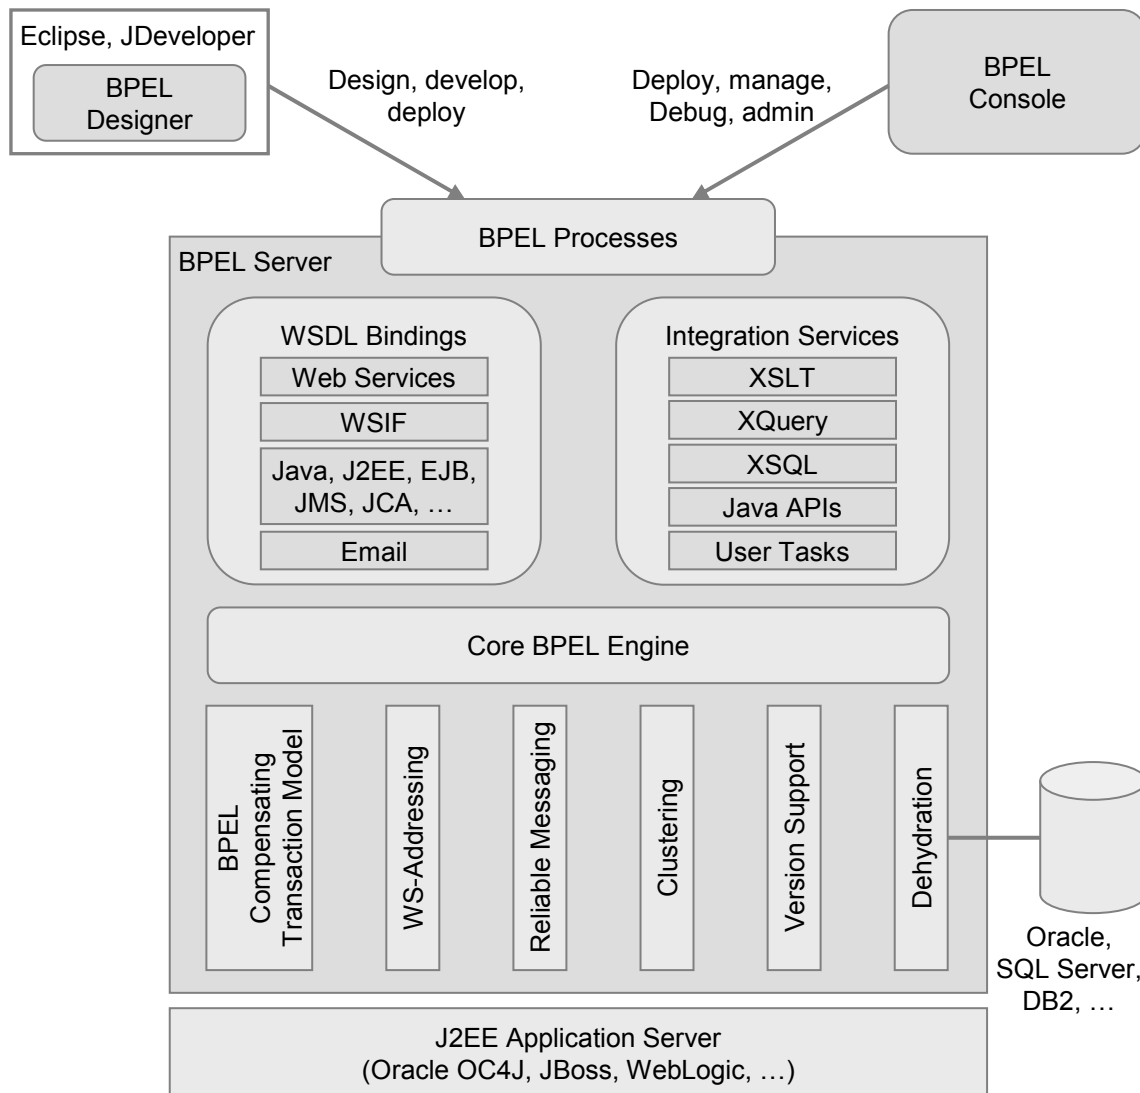 Eclipse, JDeveloper
BPEL
Designer
Design, develop,
deploy
Deploy, manage,
Debug, admin
BPEL
Console
BPEL Processes
BPEL Server
WSDL Bindings
Web Services
WSIF
Java, J2EE, EJB,
JMS, JCA, …
Email
Integration Services
XSLT
XQuery
XSQL
Java APIs
User Tasks
Core BPEL Engine
BPEL
Compensating
Transaction Model
WS-Addressing
Reliable Messaging
Clustering
Version Support
Dehydration
Oracle,
SQL Server,
DB2, …
J2EE Application Server
(Oracle OC4J, JBoss, WebLogic, …)